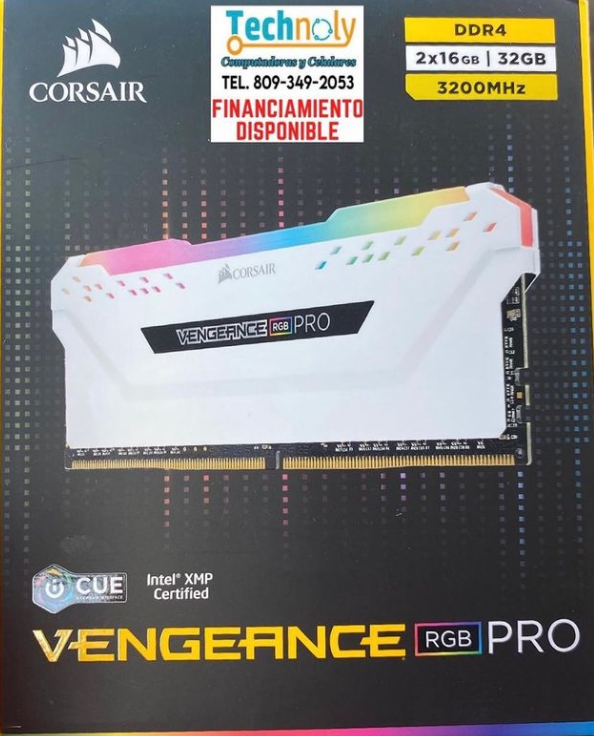 CORSAIR
Technoly
Computadoras y Celulares
TEL. 809-349-2053
FINANCIAMIENTO
DISPONIBLE
DDR4
2x16GB | 32GB
3200MHz
CORSAIR
VENGEANCE RGB PRO
CUE
Intel® XMP
Certified
VENGEANCE RGB PRO